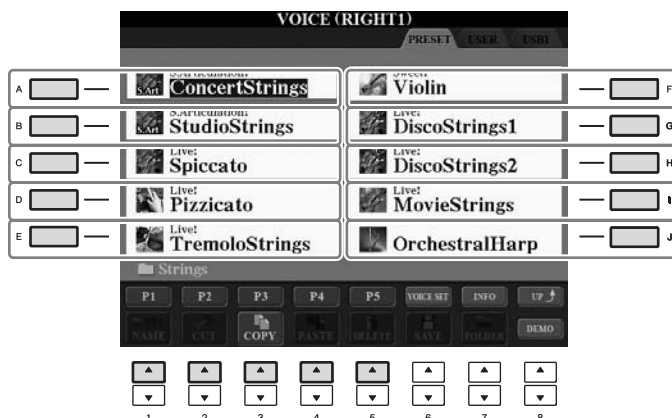 VOICE (RIGHT1)
PRESET USER USB1
A S.Articulation! ConcertStrings Sweet! Violin F
B S.Articulation! StudioStrings Live! DiscoStrings1 G
C Live! Spiccato Live! DiscoStrings2 H
D Live! Pizzicato Live! MovieStrings I
E Live! TremoloStrings OrchestralHarp J
Strings
P1 P2 P3 P4 P5 VOICE SET INFO UP
NAME CUT COPY PASTE DELETE SAVE FOLDER DEMO
1 2 3 4 5 6 7 8